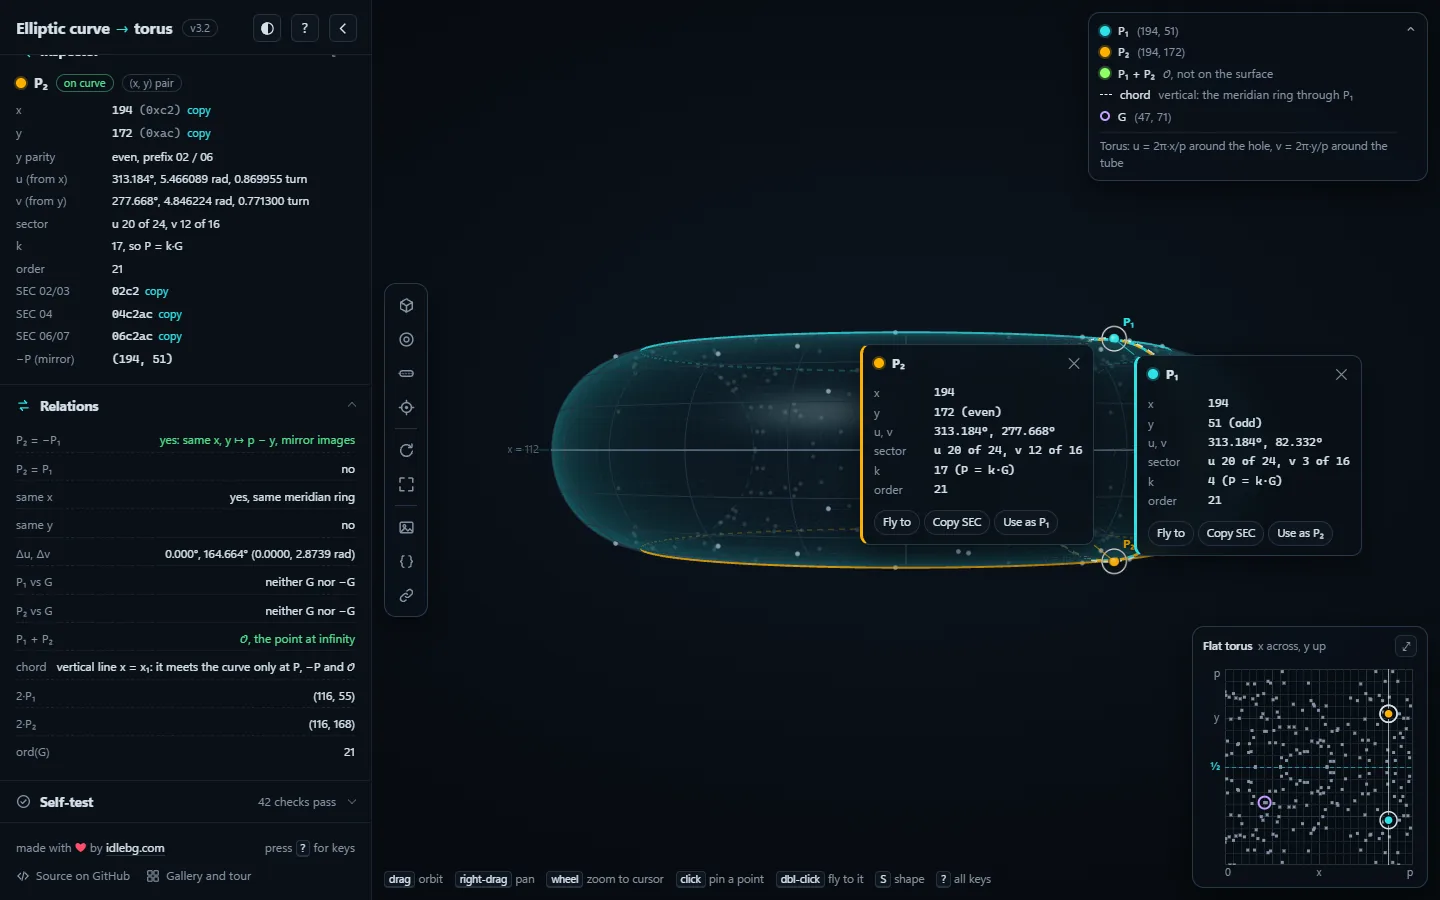 Elliptic curve → torus v3.2
?
P₂ on curve (x, y) pair
x 194 (0xc2) copy
y 172 (0xac) copy
y parity even, prefix 02 / 06
u (from x) 313.184°, 5.466089 rad, 0.869955 turn
v (from y) 277.668°, 4.846224 rad, 0.771300 turn
sector u 20 of 24, v 12 of 16
k 17, so P = k·G
order 21
SEC 02/03 02c2 copy
SEC 04 04c2ac copy
SEC 06/07 06c2ac copy
−P (mirror) (194, 51)
Relations
P₂ = −P₁ yes: same x, y ↦ p − y, mirror images
P₂ = P₁ no
same x yes, same meridian ring
same y no
Δu, Δv 0.000°, 164.664° (0.0000, 2.8739 rad)
P₁ vs G neither G nor −G
P₂ vs G neither G nor −G
P₁ + P₂ 𝒪, the point at infinity
chord vertical line x = x₁: it meets the curve only at P, −P and 𝒪
2·P₁ (116, 55)
2·P₂ (116, 168)
ord(G) 21
Self-test 42 checks pass
made with ❤ by idlebg.com press ? for keys
Source on GitHub Gallery and tour
P₁ (194, 51)
P₂ (194, 172)
P₁ + P₂ 𝒪, not on the surface
chord vertical: the meridian ring through P₁
G (47, 71)
Torus: u = 2π·x/p around the hole, v = 2π·y/p around the
tube
x = 112
P₁
P₂
x 194
y 172 (even)
u, v 313.184°, 277.668°
sector u 20 of 24, v 12 of 16
k 17 (P = k·G)
order 21
Fly to Copy SEC Use as P₁
P₁
x 194
y 51 (odd)
u, v 313.184°, 82.332°
sector u 20 of 24, v 3 of 16
k 4 (P = k·G)
order 21
Fly to Copy SEC Use as P₂
P₂
Flat torus x across, y up
p
y
½
0 x p
drag orbit right-drag pan wheel zoom to cursor click pin a point dbl-click fly to it S shape ? all keys